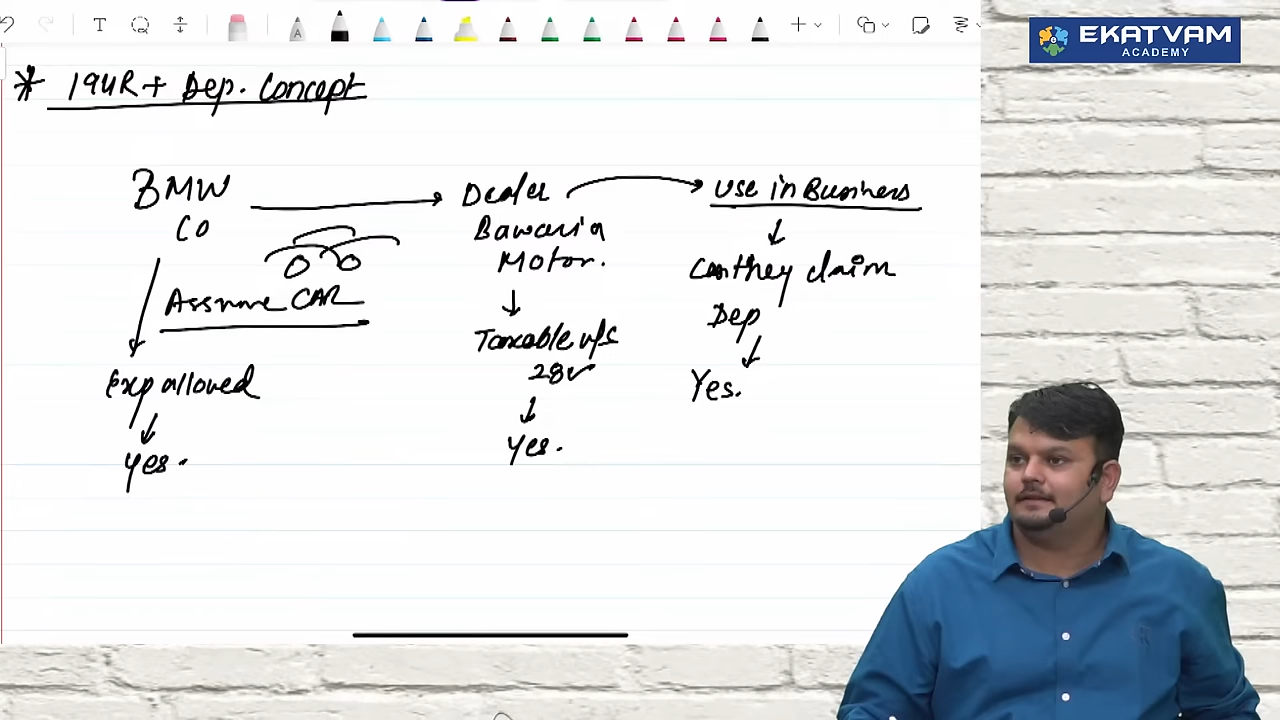 EKATVAM
ACADEMY
* 194R + Dep. Concept
BMW
Co
Assume CAR
Exp allowed
Yes.
Dealer
Bawaria
Motor.
Taxable u/s
28
Yes.
Use in Business
Can they claim
Dep
Yes.